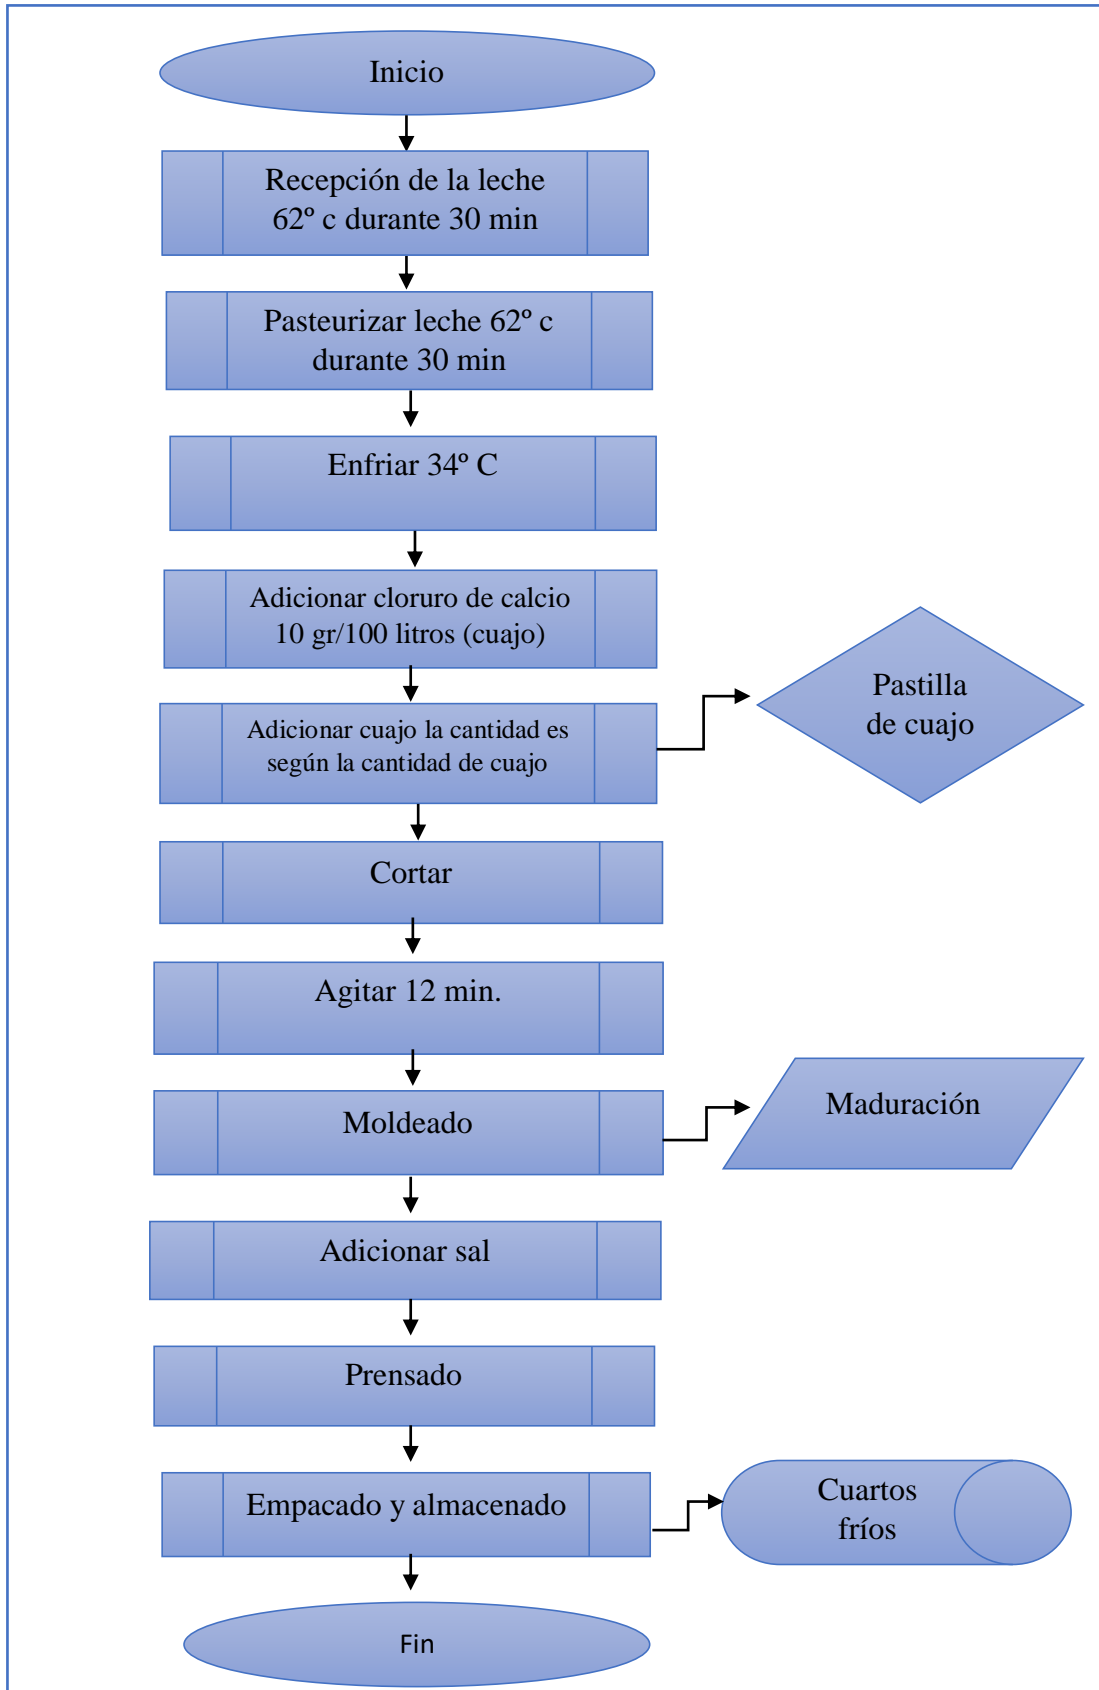 Inicio
Recepción de la leche
62º c durante 30 min
Pasteurizar leche 62º c
durante 30 min
Enfriar 34º C
Adicionar cloruro de calcio
10 gr/100 litros (cuajo)
Adicionar cuajo la cantidad es
según la cantidad de cuajo
Pastilla
de cuajo
Cortar
Agitar 12 min.
Moldeado
Maduración
Adicionar sal
Prensado
Empacado y almacenado
Cuartos
fríos
Fin